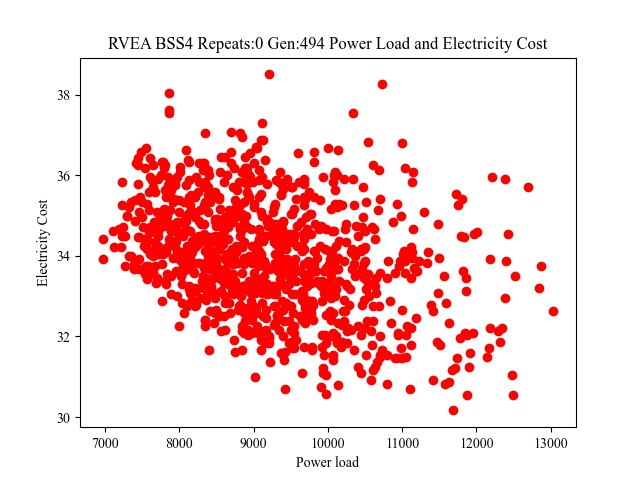 RVEA BSS4 Repeats:0 Gen:494 Power Load and Electricity Cost
38
36
34
32
30
Electricity Cost
7000 8000 9000 10000 11000 12000 13000
Power load